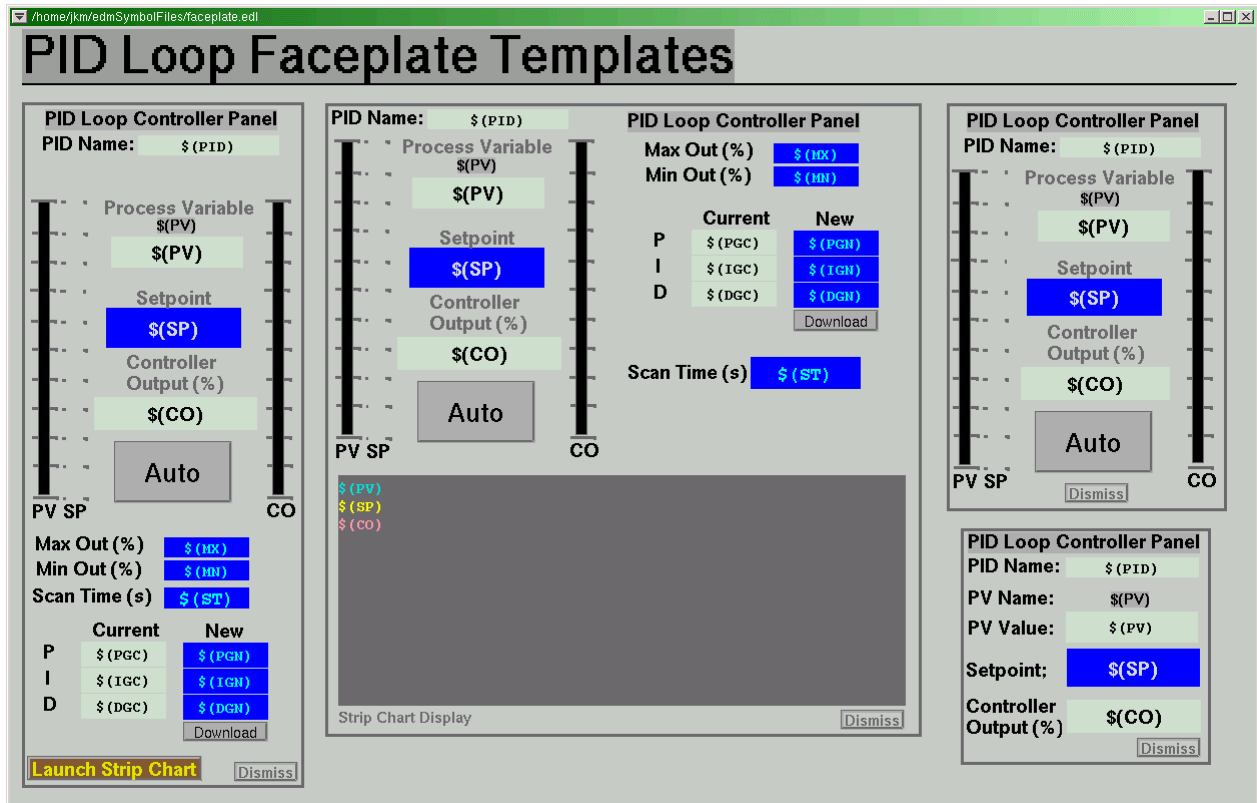 /home/jkm/edmSymbolFiles/faceplate.edl
PID Loop Faceplate Templates
PID Loop Controller Panel
PID Name: $(PID)
Process Variable
$(PV)
$(PV)
Setpoint
$(SP)
Controller
Output (%)
$(CO)
Auto
PV SP
CO
Max Out (%) $(MX)
Min Out (%) $(MN)
Scan Time (s) $(ST)
Current New
P $(PGC) $(PGN)
I $(IGC) $(IGN)
D $(DGC) $(DGN)
Download
Launch Strip Chart
Dismiss
PID Name: $(PID)
Process Variable
$(PV)
$(PV)
Setpoint
$(SP)
Controller
Output (%)
$(CO)
Auto
PV SP
CO
PID Loop Controller Panel
Max Out (%) $(MX)
Min Out (%) $(MN)
Current New
P $(PGC) $(PGN)
I $(IGC) $(IGN)
D $(DGC) $(DGN)
Download
Scan Time (s) $(ST)
$(PV)
$(SP)
$(CO)
Strip Chart Display
Dismiss
PID Loop Controller Panel
PID Name: $(PID)
Process Variable
$(PV)
$(PV)
Setpoint
$(SP)
Controller
Output (%)
$(CO)
Auto
PV SP
CO
Dismiss
PID Loop Controller Panel
PID Name: $(PID)
PV Name: $(PV)
PV Value: $(PV)
Setpoint; $(SP)
Controller
Output (%) $(CO)
Dismiss